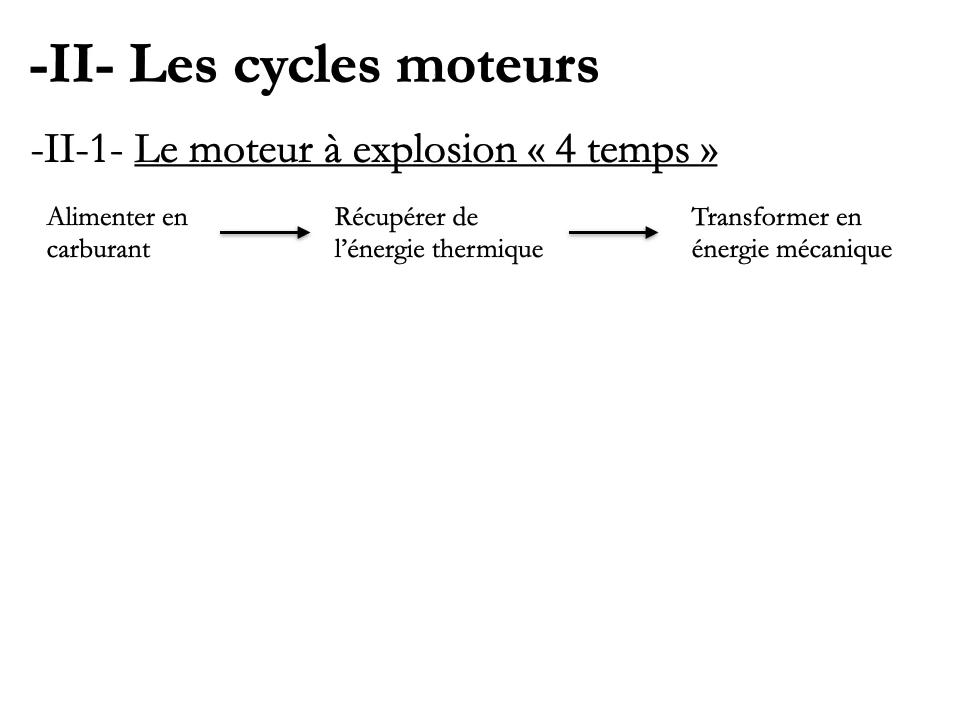 -II- Les cycles moteurs
-II-1- Le moteur à explosion « 4 temps »
Alimenter en
carburant
Récupérer de
l’énergie thermique
Transformer en
énergie mécanique